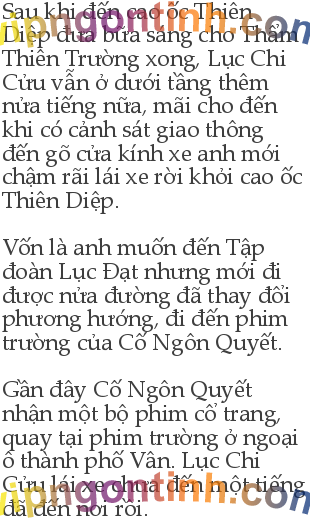 Sau khi đến cao ốc Thiên
Diệp đưa bữa sáng cho Thẩm
Thiên Trường xong, Lục Chi
Cửu vẫn ở dưới tầng thêm
nửa tiếng nữa, mãi cho đến
khi có cảnh sát giao thông
đến gõ cửa kính xe anh mới
chậm rãi lái xe rời khỏi cao ốc
Thiên Diệp.
Vốn là anh muốn đến Tập
đoàn Lục Đạt nhưng mới đi
được nửa đường đã thay đổi
phương hướng, đi đến phim
trường của Cố Ngôn Quyết.
Gần đây Cố Ngôn Quyết
nhận một bộ phim cổ trang,
quay tại phim trường ở ngoại
ô thành phố Vân. Lục Chi
Cửu lái xe chưa đến một tiếng
đã đến nơi rồi.
vipngontinh.com
vipngontinh.com